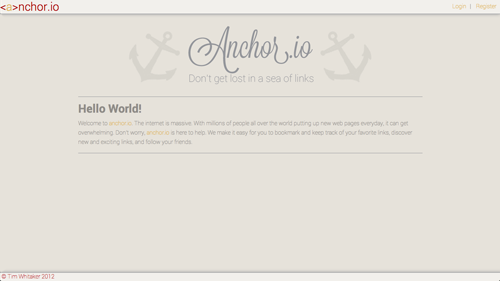 <a>nchor.io
Login | Register
Anchor.io
Don't get lost in a sea of links
Hello World!
Welcome to anchor.io. The internet is massive. With millions of people all over the world putting up new web pages everyday, it can get
overwhelming. Don't worry, anchor.io is here to help. We make it easy for you to bookmark and keep track of your favorite links, discover
new and exciting links, and follow your friends.
© Tim Whitaker 2012